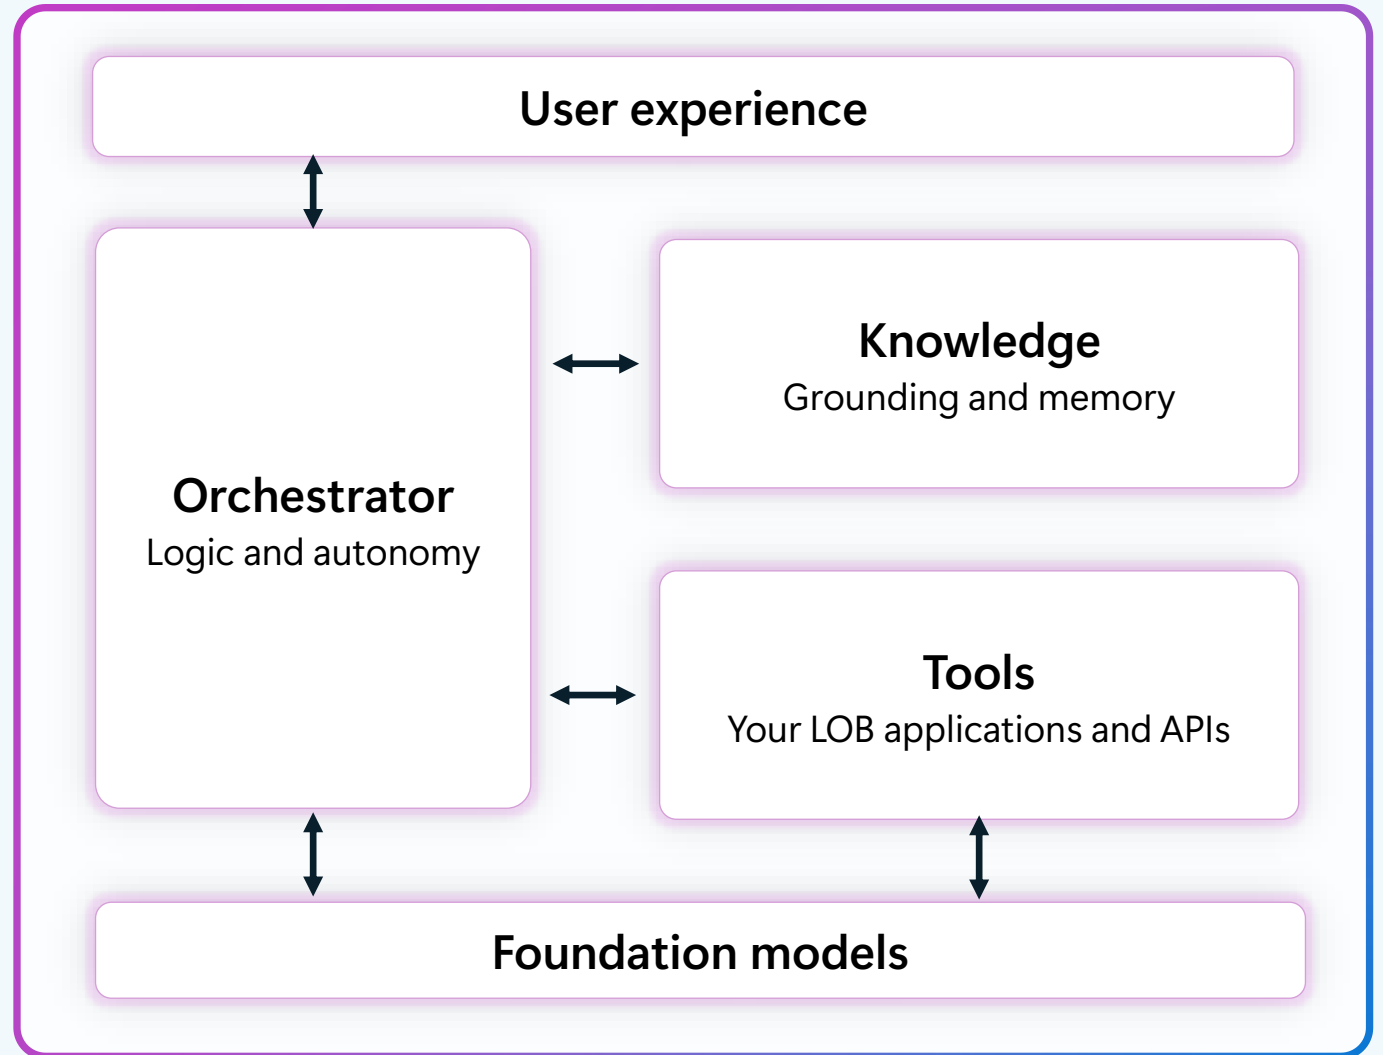 User experience
Knowledge
Grounding and memory
Orchestrator
Logic and autonomy
Tools
Your LOB applications and APIs
Foundation models